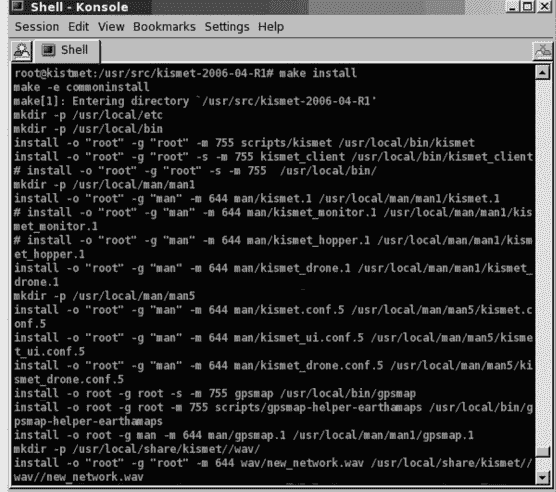 Shell - Konsole
Session Edit View Bookmarks Settings Help
Shell
root@kistmet:/usr/src/kismet-2006-04-R1# make install
make -e commoninstall
make[1]: Entering directory `/usr/src/kismet-2006-04-R1'
mkdir -p /usr/local/etc
mkdir -p /usr/local/bin
install -o "root" -g "root" -m 755 scripts/kismet /usr/local/bin/kismet
install -o "root" -g "root" -s -m 755 kismet_client /usr/local/bin/kismet_client
# install -o "root" -g "root" -s -m 755  /usr/local/bin/
mkdir -p /usr/local/man/man1
install -o "root" -g "man" -m 644 man/kismet.1 /usr/local/man/man1/kismet.1
# install -o "root" -g "man" -m 644 man/kismet_monitor.1 /usr/local/man/man1/kis
met_monitor.1
# install -o "root" -g "man" -m 644 man/kismet_hopper.1 /usr/local/man/man1/kism
et_hopper.1
install -o "root" -g "man" -m 644 man/kismet_drone.1 /usr/local/man/man1/kismet_
drone.1
mkdir -p /usr/local/man/man5
install -o "root" -g "man" -m 644 man/kismet.conf.5 /usr/local/man/man5/kismet.c
onf.5
install -o "root" -g "man" -m 644 man/kismet_ui.conf.5 /usr/local/man/man5/kisme
t_ui.conf.5
install -o "root" -g "man" -m 644 man/kismet_drone.conf.5 /usr/local/man/man5/ki
smet_drone.conf.5
install -o root -g root -s -m 755 gpsmap /usr/local/bin/gpsmap
install -o root -g root -m 755 scripts/gpsmap-helper-earthamaps /usr/local/bin/g
psmap-helper-earthamaps
install -o root -g man -m 644 man/gpsmap.1 /usr/local/man/man1/gpsmap.1
mkdir -p /usr/local/share/kismet//wav/
install -o "root" -g "root" -m 644 wav/new_network.wav /usr/local/share/kismet//
wav//new_network.wav